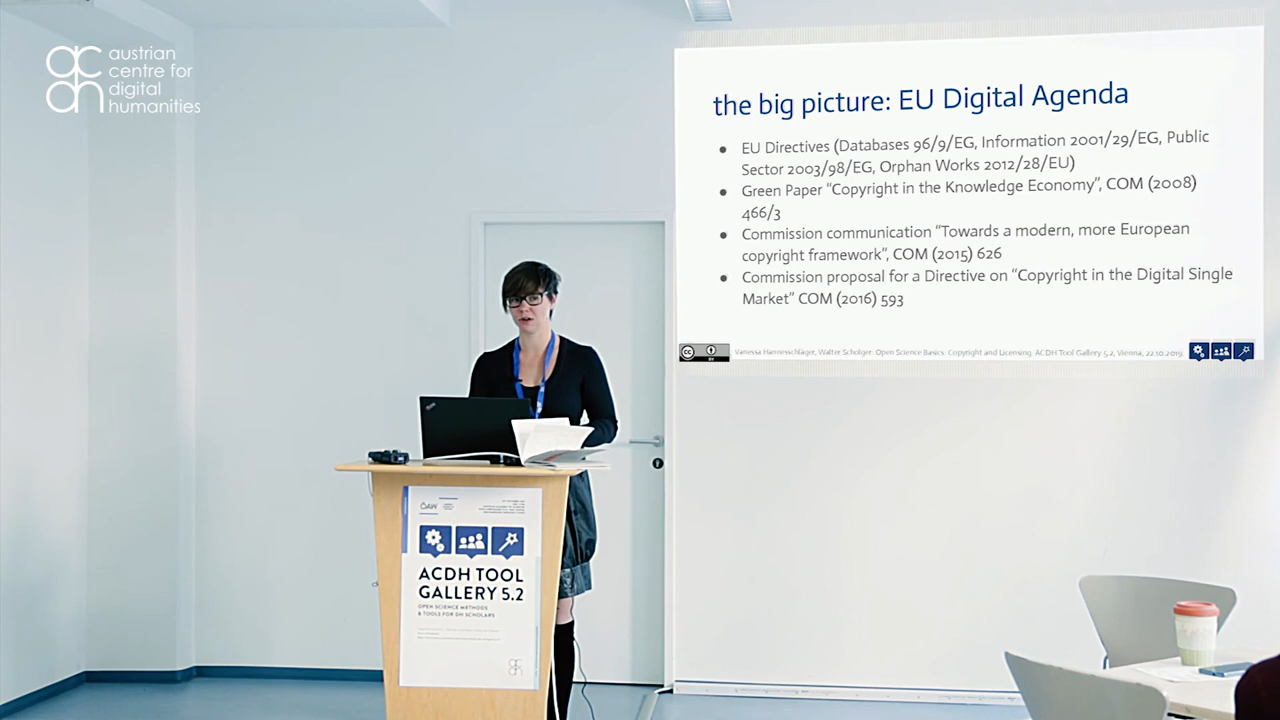 austrian
centre for
digital
humanities
the big picture: EU Digital Agenda
● EU Directives (Databases 96/9/EG, Information 2001/29/EG, Public
Sector 2003/98/EG, Orphan Works 2012/28/EU)
● Green Paper “Copyright in the Knowledge Economy”, COM (2008)
466/3
● Commission communication “Towards a modern, more European
copyright framework”, COM (2015) 626
● Commission proposal for a Directive on “Copyright in the Digital Single
Market” COM (2016) 593
cc BY
Vanessa Hannesschläger, Walter Scholger: Open Science Basics: Copyright and Licensing. ACDH Tool Gallery 5.2, Vienna, 22.10.2019.
ÖAW
ACDH TOOL
GALLERY 5.2
OPEN SCIENCE METHODS
& TOOLS FOR DH SCHOLARS